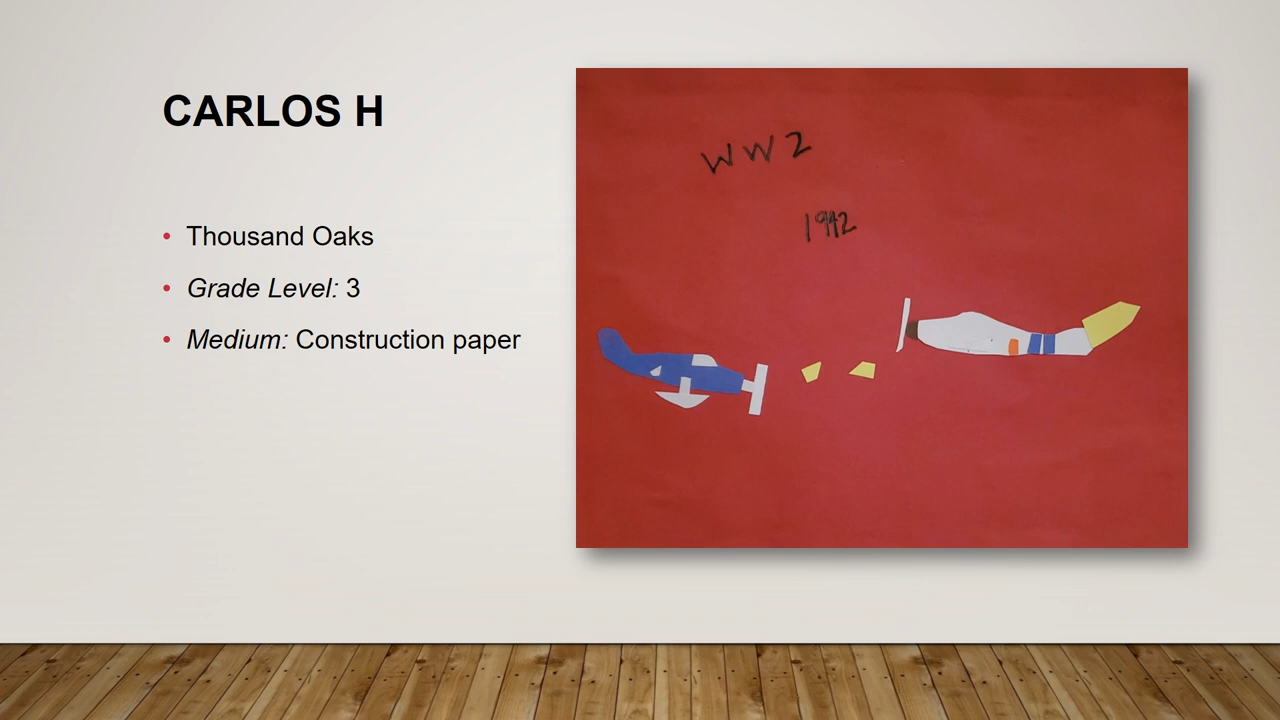 CARLOS H
Thousand Oaks
Grade Level: 3
Medium: Construction paper
WW2
1942